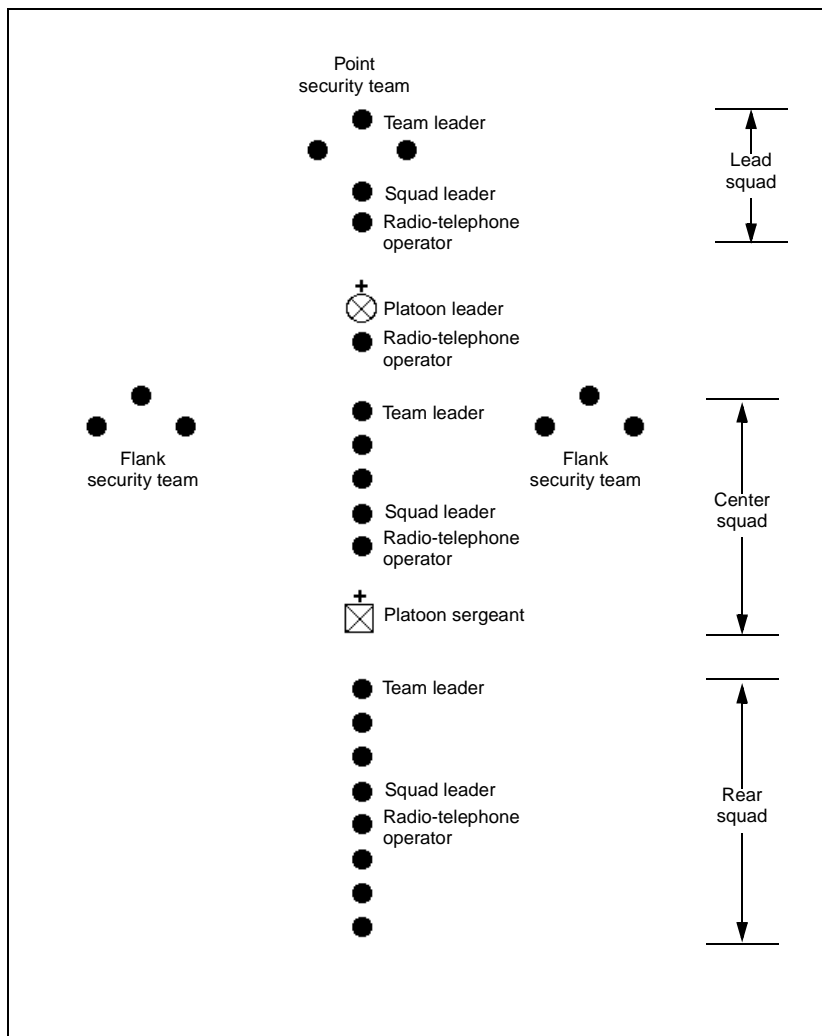 Point
security team
Team leader
Lead
squad
Squad leader
Radio-telephone
operator
Platoon leader
Radio-telephone
operator
Team leader
Flank
security team
Flank
security team
Center
squad
Squad leader
Radio-telephone
operator
Platoon sergeant
Team leader
Squad leader
Radio-telephone
operator
Rear
squad